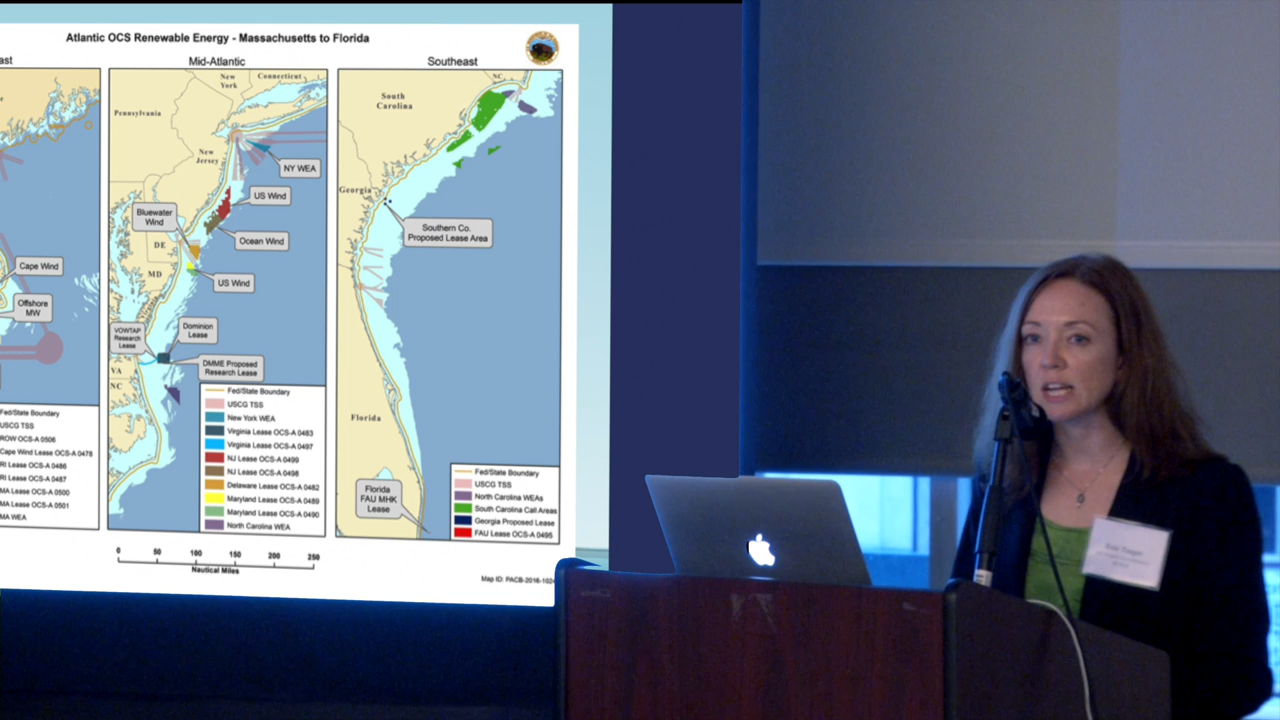 Atlantic OCS Renewable Energy - Massachusetts to Florida
ast
Mid-Atlantic
Southeast
Cape Wind
Offshore
MW
Fed/State Boundary
USCG TSS
ROW OCS-A 0506
Cape Wind Lease OCS-A 0478
RI Lease OCS-A 0486
RI Lease OCS-A 0487
MA Lease OCS-A 0500
MA Lease OCS-A 0501
MA WEA
New
York
Connecticut
Pennsylvania
New
Jersey
NY WEA
US Wind
Bluewater
Wind
Ocean Wind
DE
MD
US Wind
VOWTAP
Research
Lease
Dominion
Lease
DMME Proposed
Research Lease
VA
NC
Fed/State Boundary
USCG TSS
New York WEA
Virginia Lease OCS-A 0483
Virginia Lease OCS-A 0497
NJ Lease OCS-A 0499
NJ Lease OCS-A 0498
Delaware Lease OCS-A 0482
Maryland Lease OCS-A 0489
Maryland Lease OCS-A 0490
North Carolina WEA
NC
South
Carolina
Georgia
Southern Co.
Proposed Lease Area
Florida
Florida
FAU MHK
Lease
Fed/State Boundary
USCG TSS
North Carolina WEAs
South Carolina Call Areas
Georgia Proposed Lease
FAU Lease OCS-A 0495
0 50 100 150 200 250
Nautical Miles
Map ID: PACB-2016-102